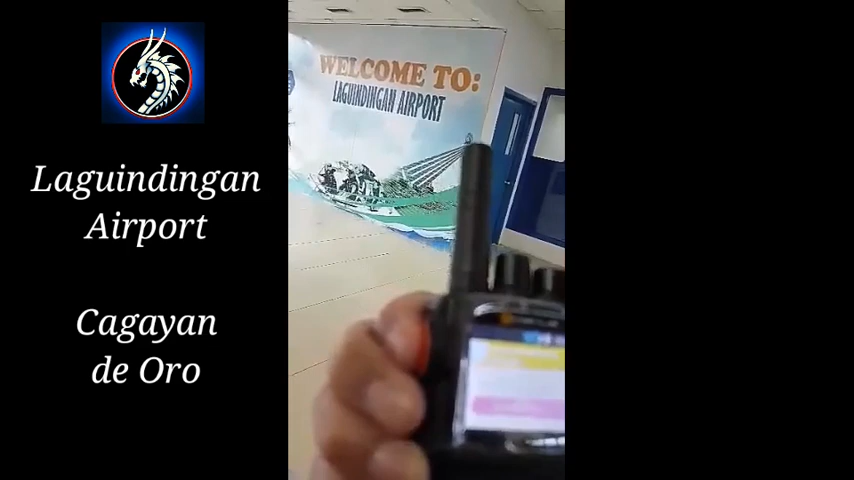 Laguindingan
Airport
Cagayan
de Oro
WELCOME TO:
LAGUINDINGAN AIRPORT